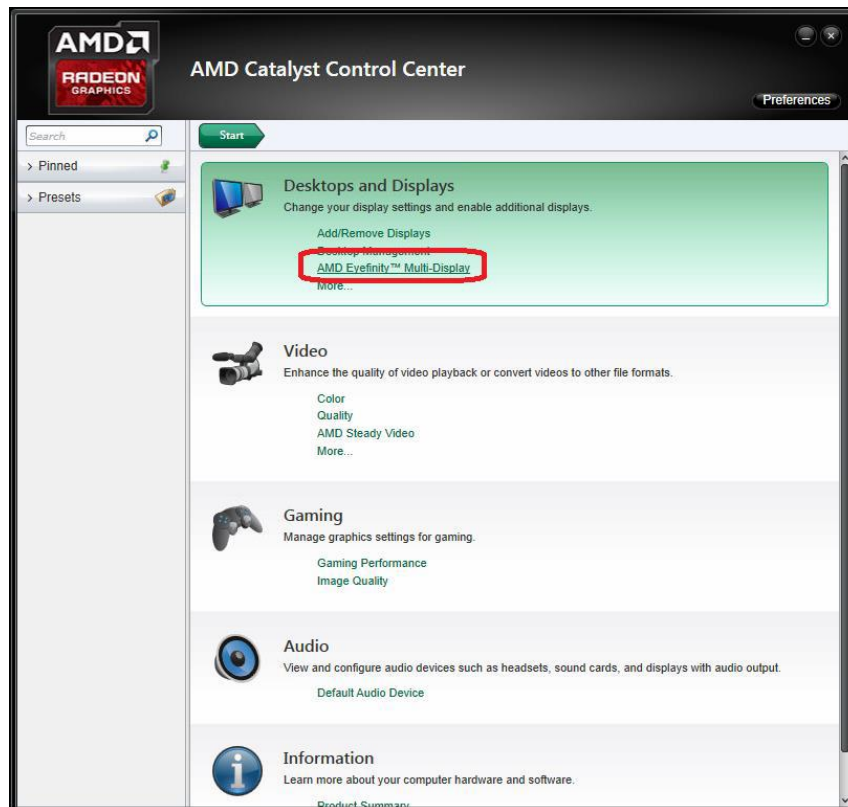 AMD
RADEON
GRAPHICS
AMD Catalyst Control Center
Preferences
Search
Start
> Pinned
> Presets
Desktops and Displays
Change your display settings and enable additional displays.
Add/Remove Displays
Desktop Management
AMD Eyefinity™ Multi-Display
More...
Video
Enhance the quality of video playback or convert videos to other file formats.
Color
Quality
AMD Steady Video
More...
Gaming
Manage graphics settings for gaming.
Gaming Performance
Image Quality
Audio
View and configure audio devices such as headsets, sound cards, and displays with audio output.
Default Audio Device
Information
Learn more about your computer hardware and software.
Product Summary